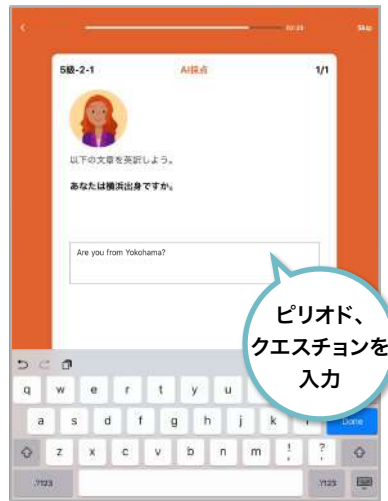 02:28
Skip
5級-2-1
AI採点
1/1
以下の文章を英訳しよう。
あなたは横浜出身ですか。
Are you from Yokohama?
ピリオド、
クエスチョンを
入力
q w e r t y u
a s d f g h j k l Done
z x c v b n m ! , ? .
.?123 .?123